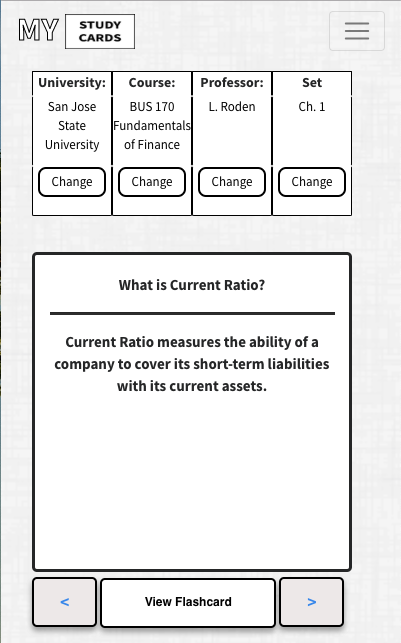 MY STUDY CARDS
University: Course: Professor: Set
San Jose State University
BUS 170 Fundamentals of Finance
L. Roden
Ch. 1
Change Change Change Change
What is Current Ratio?
Current Ratio measures the ability of a
company to cover its short-term liabilities
with its current assets.
< View Flashcard >